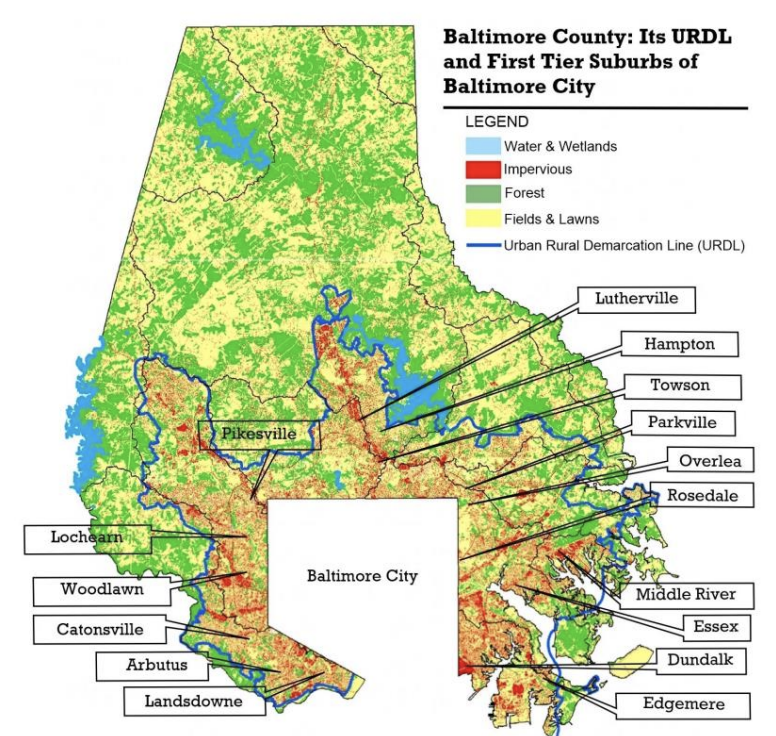 Baltimore County: Its URDL
and First Tier Suburbs of
Baltimore City
LEGEND
Water & Wetlands
Impervious
Forest
Fields & Lawns
Urban Rural Demarcation Line (URDL)
Lutherville
Hampton
Towson
Parkville
Pikesville
Overlea
Rosedale
Lochearn
Baltimore City
Woodlawn
Middle River
Catonsville
Essex
Arbutus
Dundalk
Landsdowne
Edgemere